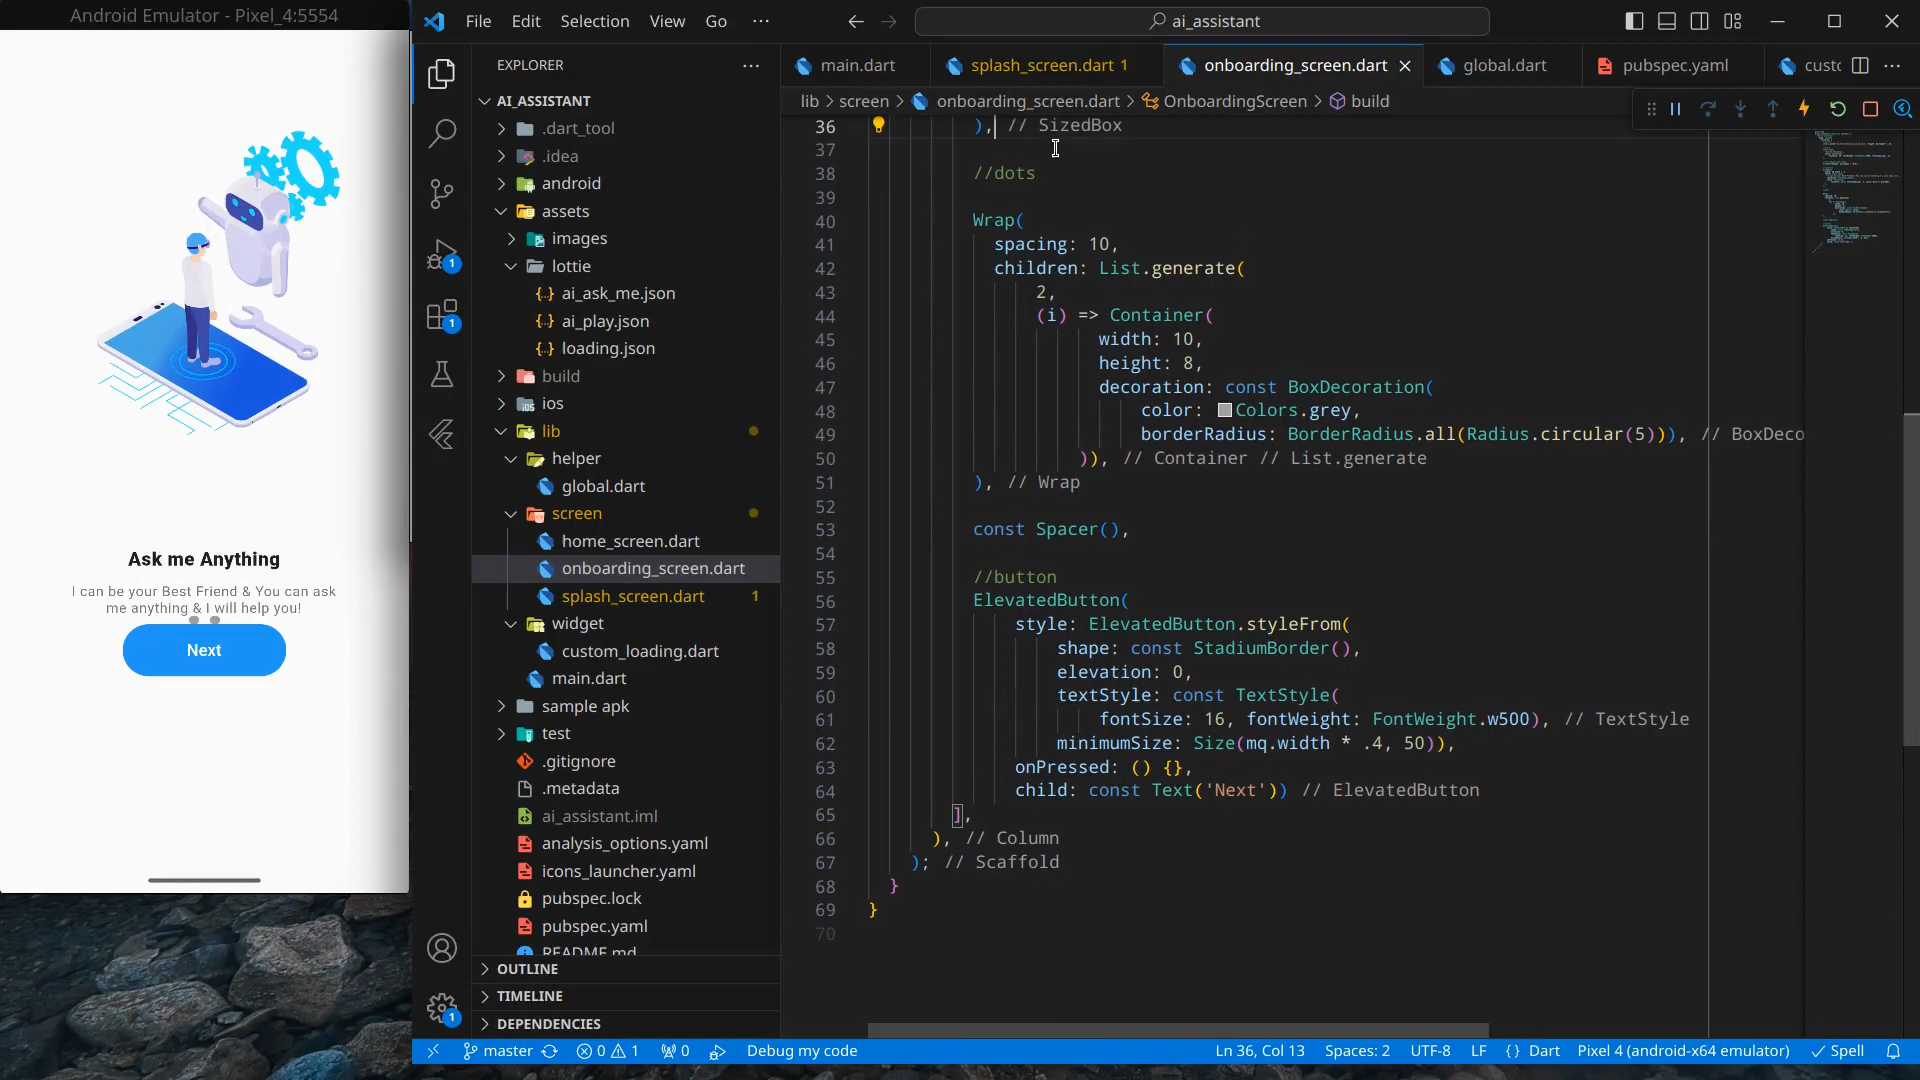 Android Emulator - Pixel_4:5554
Ask me Anything
I can be your Best Friend & You can ask
me anything & I will help you!
Next
File Edit Selection View Go ···
ai_assistant
EXPLORER
AI_ASSISTANT
.dart_tool
.idea
android
assets
images
lottie
ai_ask_me.json
ai_play.json
loading.json
build
ios
lib
helper
global.dart
screen
home_screen.dart
onboarding_screen.dart
splash_screen.dart 1
widget
custom_loading.dart
main.dart
sample apk
test
.gitignore
.metadata
ai_assistant.iml
analysis_options.yaml
icons_launcher.yaml
pubspec.lock
pubspec.yaml
README.md
OUTLINE
TIMELINE
DEPENDENCIES
1
1
1
main.dart splash_screen.dart 1 onboarding_screen.dart global.dart pubspec.yaml custo
lib > screen > onboarding_screen.dart > OnboardingScreen > build
36 ), // SizedBox
37
38 //dots
39
40 Wrap(
41 spacing: 10,
42 children: List.generate(
43 2,
44 (i) => Container(
45 width: 10,
46 height: 8,
47 decoration: const BoxDecoration(
48 color: Colors.grey,
49 borderRadius: BorderRadius.all(Radius.circular(5))), // BoxDeco
50 )), // Container // List.generate
51 ), // Wrap
52
53 const Spacer(),
54
55 //button
56 ElevatedButton(
57 style: ElevatedButton.styleFrom(
58 shape: const StadiumBorder(),
59 elevation: 0,
60 textStyle: const TextStyle(
61 fontSize: 16, fontWeight: FontWeight.w500), // TextStyle
62 minimumSize: Size(mq.width * .4, 50)),
63 onPressed: () {},
64 child: const Text('Next')) // ElevatedButton
65 ],
66 ), // Column
67 ); // Scaffold
68 }
69 }
70
master 0 1 0 Debug my code Ln 36, Col 13 Spaces: 2 UTF-8 LF {} Dart Pixel 4 (android-x64 emulator) Spell